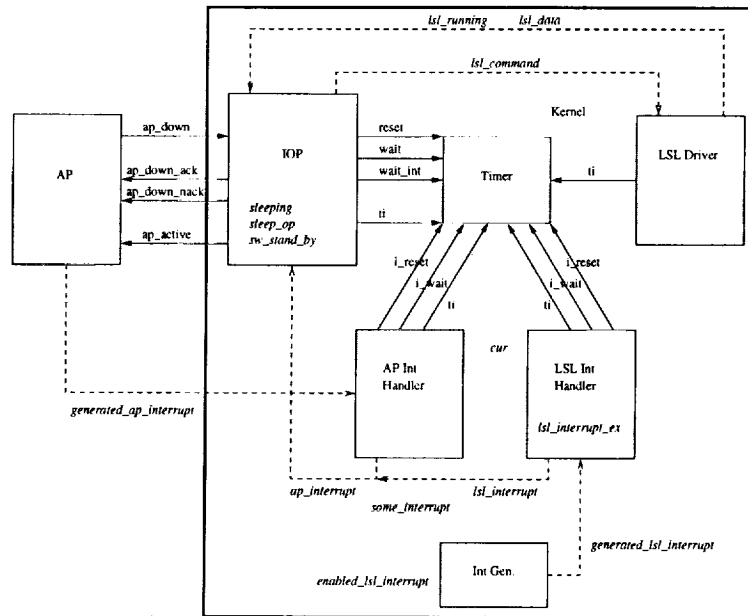 lsl_running lsl_data
lsl_command
Kernel
AP
ap_down
ap_down_ack
ap_down_nack
ap_active
IOP
sleeping
sleep_op
sw_stand_by
reset
wait
wait_int
ti
Timer
ti
LSL Driver
i_reset
i_wait
ti
i_reset
i_wait
ti
AP Int
Handler
cur
LSL Int
Handler
lsl_interrupt_ex
generated_ap_interrupt
ap_interrupt
some_interrupt
lsl_interrupt
generated_lsl_interrupt
Int Gen.
enabled_lsl_interrupt